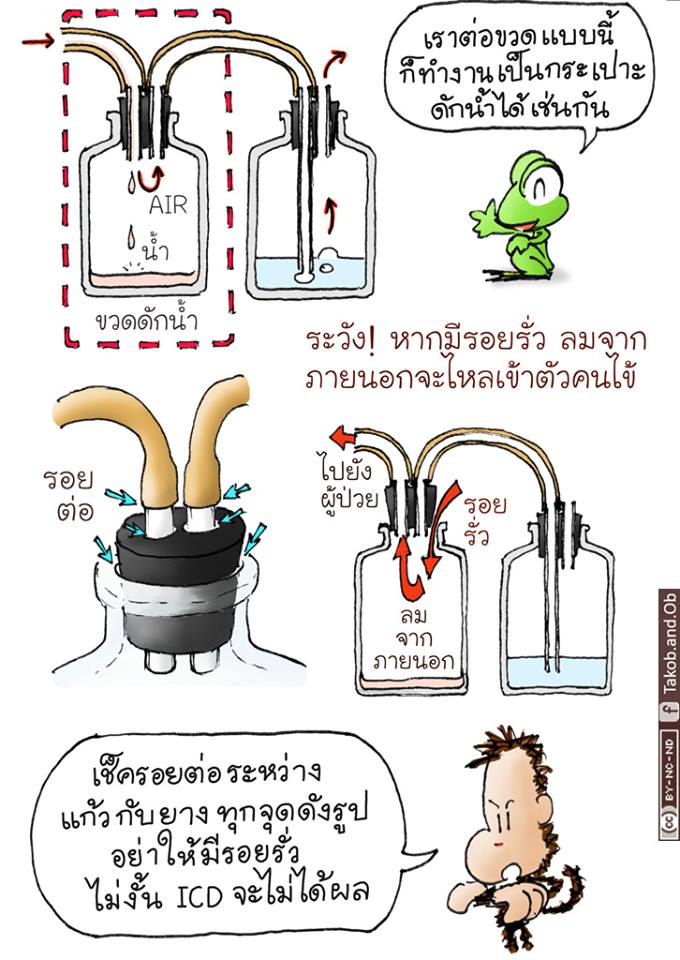 เราต่อขวดแบบนี้
ก็ทำงานเป็นกระเปาะ
ดักน้ำได้เช่นกัน
AIR
น้ำ
ขวดดักน้ำ
ระวัง! หากมีรอยรั่ว ลมจาก
ภายนอกจะไหลเข้าตัวคนไข้
รอย
ต่อ
ไปยัง
ผู้ป่วย
รอย
รั่ว
ลม
จาก
ภายนอก
เช็ครอยต่อระหว่าง
แก้วกับยาง ทุกจุดดังรูป
อย่าให้มีรอยรั่ว
ไม่งั้น ICD จะไม่ได้ผล
f Takob.and.Ob
cc BY-NC-ND